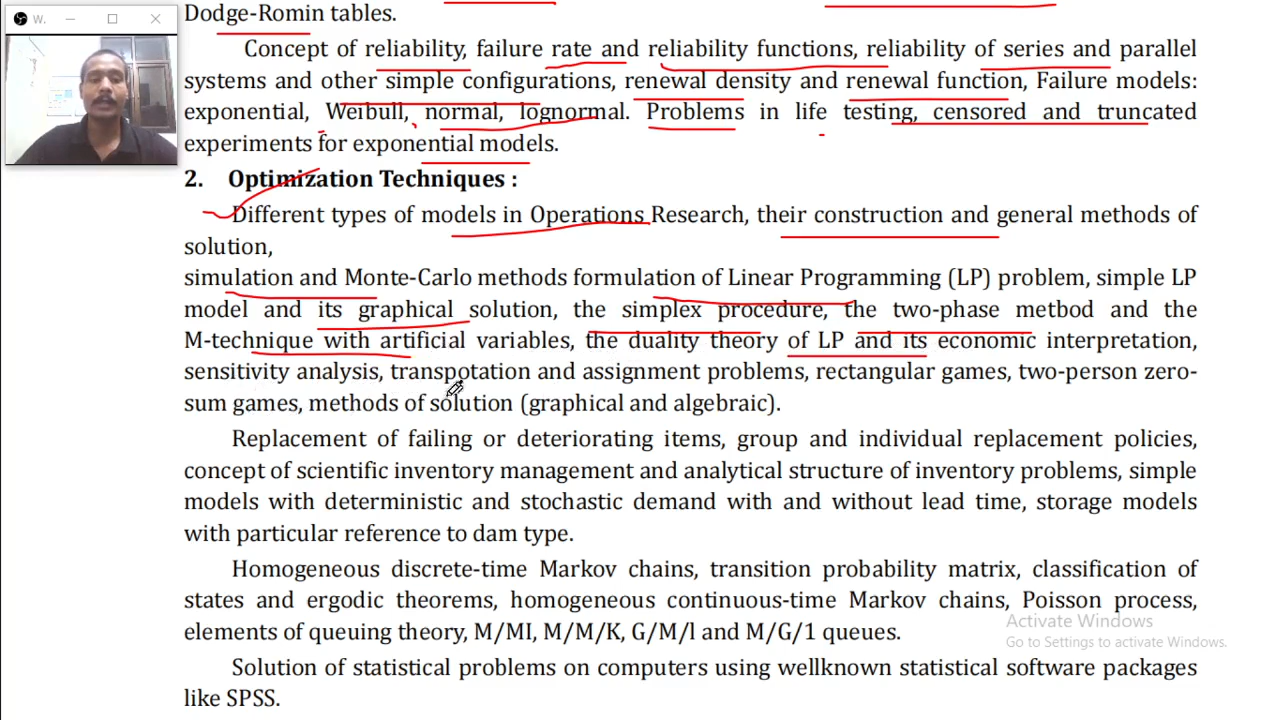 W.
Dodge-Romin tables.
Concept of reliability, failure rate and reliability functions, reliability of series and parallel
systems and other simple configurations, renewal density and renewal function, Failure models:
exponential, Weibull, normal, lognormal. Problems in life testing, censored and truncated
experiments for exponential models.
2. Optimization Techniques :
Different types of models in Operations Research, their construction and general methods of
solution,
simulation and Monte-Carlo methods formulation of Linear Programming (LP) problem, simple LP
model and its graphical solution, the simplex procedure, the two-phase method and the
M-technique with artificial variables, the duality theory of LP and its economic interpretation,
sensitivity analysis, transpotation and assignment problems, rectangular games, two-person zero-
sum games, methods of solution (graphical and algebraic).
Replacement of failing or deteriorating items, group and individual replacement policies,
concept of scientific inventory management and analytical structure of inventory problems, simple
models with deterministic and stochastic demand with and without lead time, storage models
with particular reference to dam type.
Homogeneous discrete-time Markov chains, transition probability matrix, classification of
states and ergodic theorems, homogeneous continuous-time Markov chains, Poisson process,
elements of queuing theory, M/MI, M/M/K, G/M/l and M/G/1 queues.
Activate Windows
Go to Settings to activate Windows.
Solution of statistical problems on computers using wellknown statistical software packages
like SPSS.